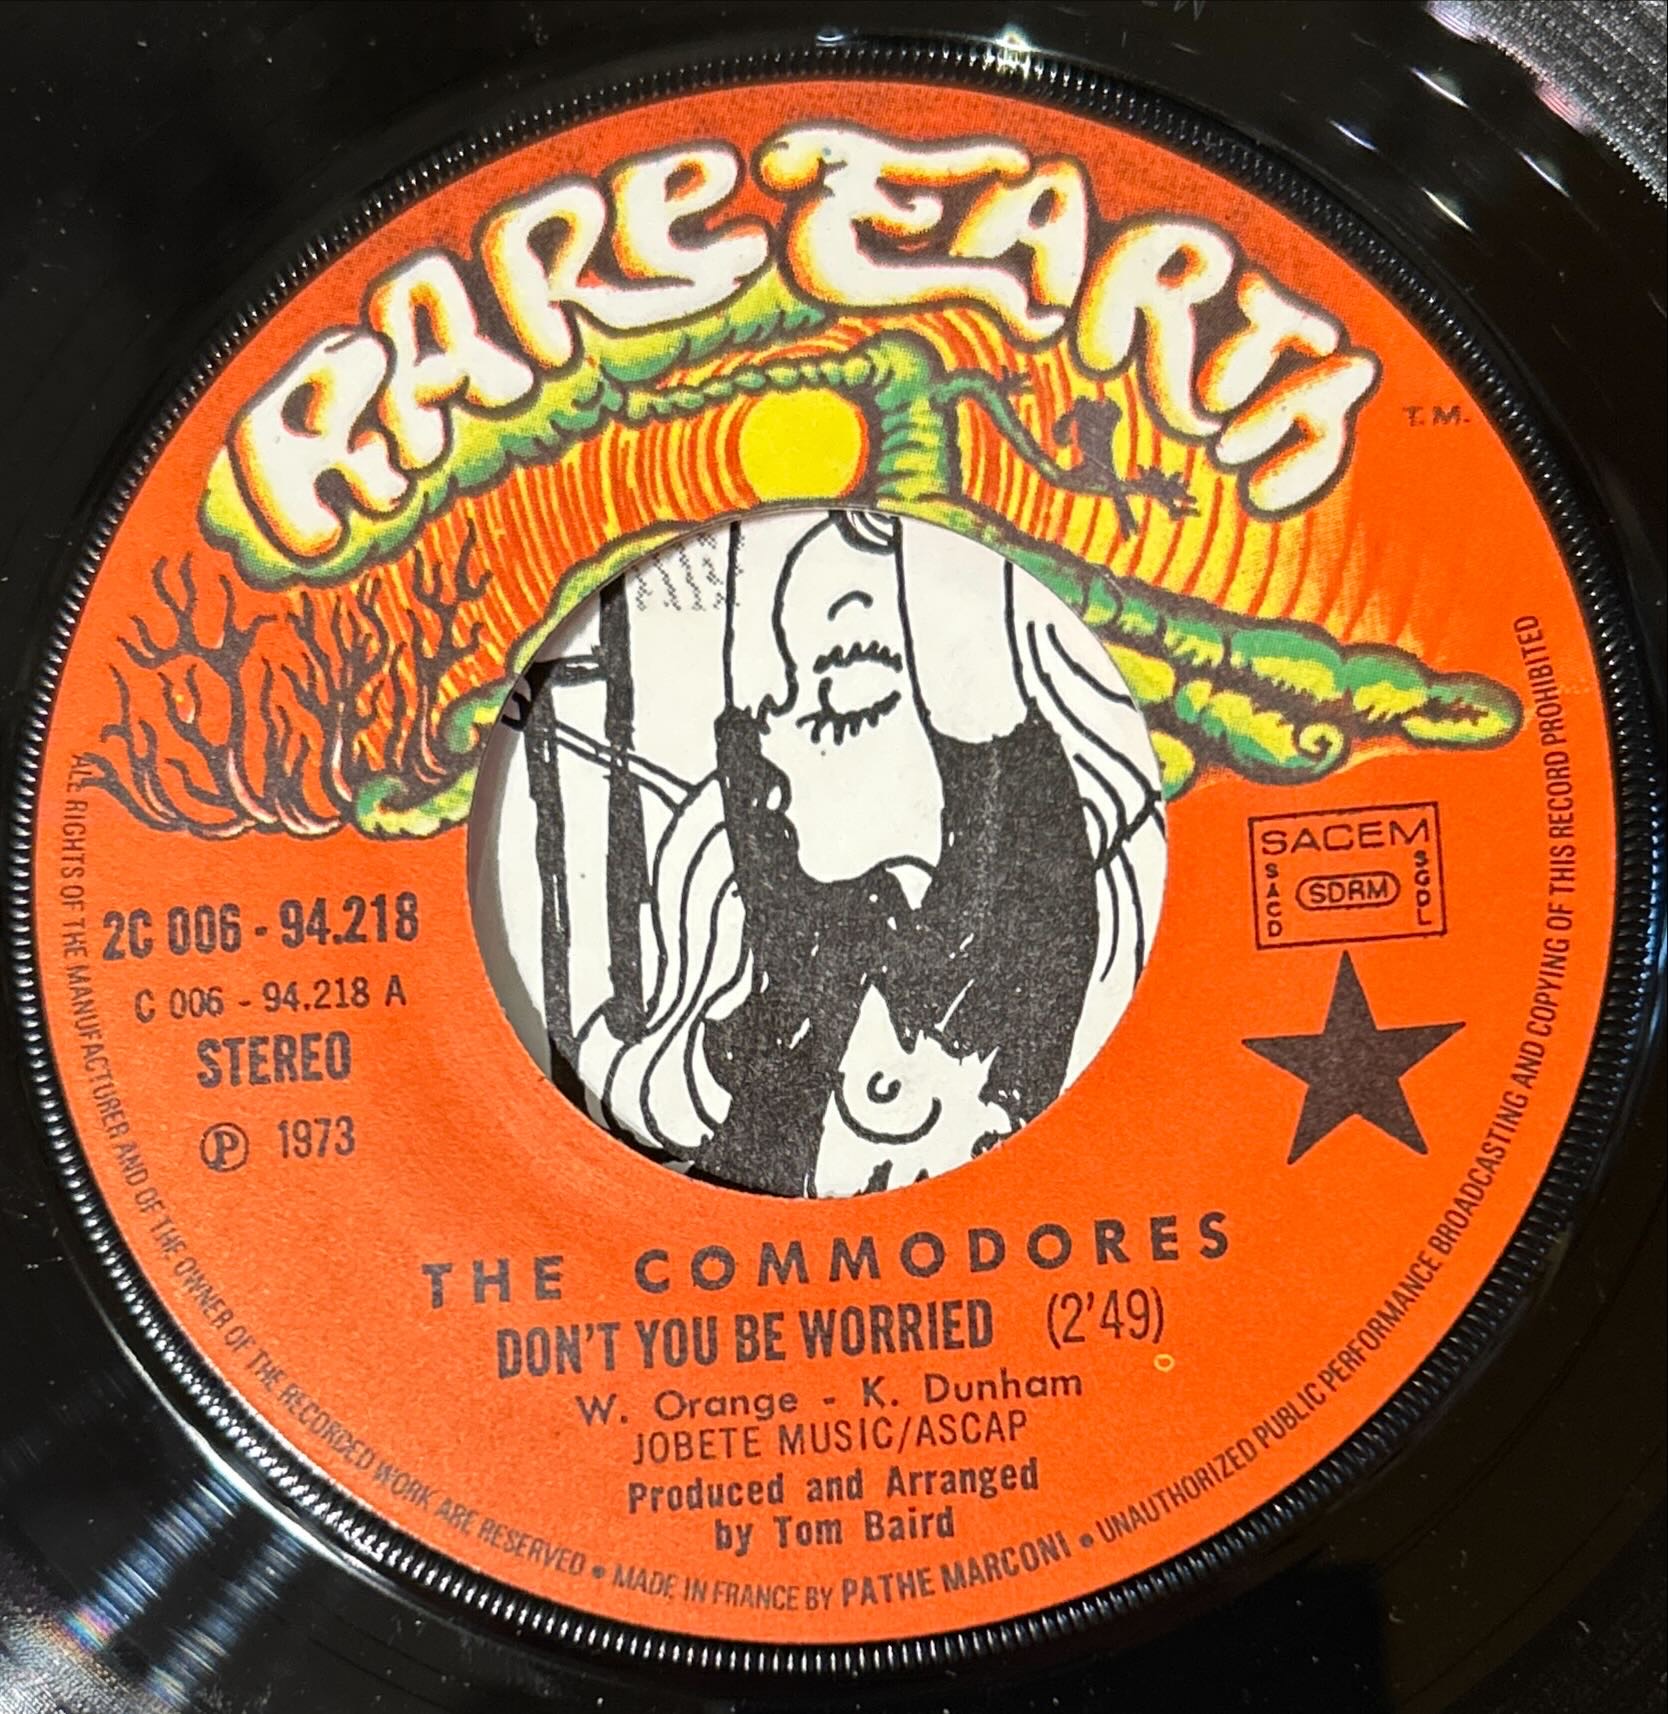 RARE EARTH
T.M.
SACEM
SACD
SDRM
SGDL
2C 006 - 94.218
C 006 - 94.218 A
STEREO
Ⓟ 1973
THE COMMODORES
DON'T YOU BE WORRIED (2'49)
W. Orange - K. Dunham
JOBETE MUSIC/ASCAP
Produced and Arranged
by Tom Baird
ALL RIGHTS OF THE MANUFACTURER AND OF THE OWNER OF THE RECORDED WORK ARE RESERVED • MADE IN FRANCE BY PATHE MARCONI • UNAUTHORIZED PUBLIC PERFORMANCE BROADCASTING AND COPYING OF THIS RECORD PROHIBITED